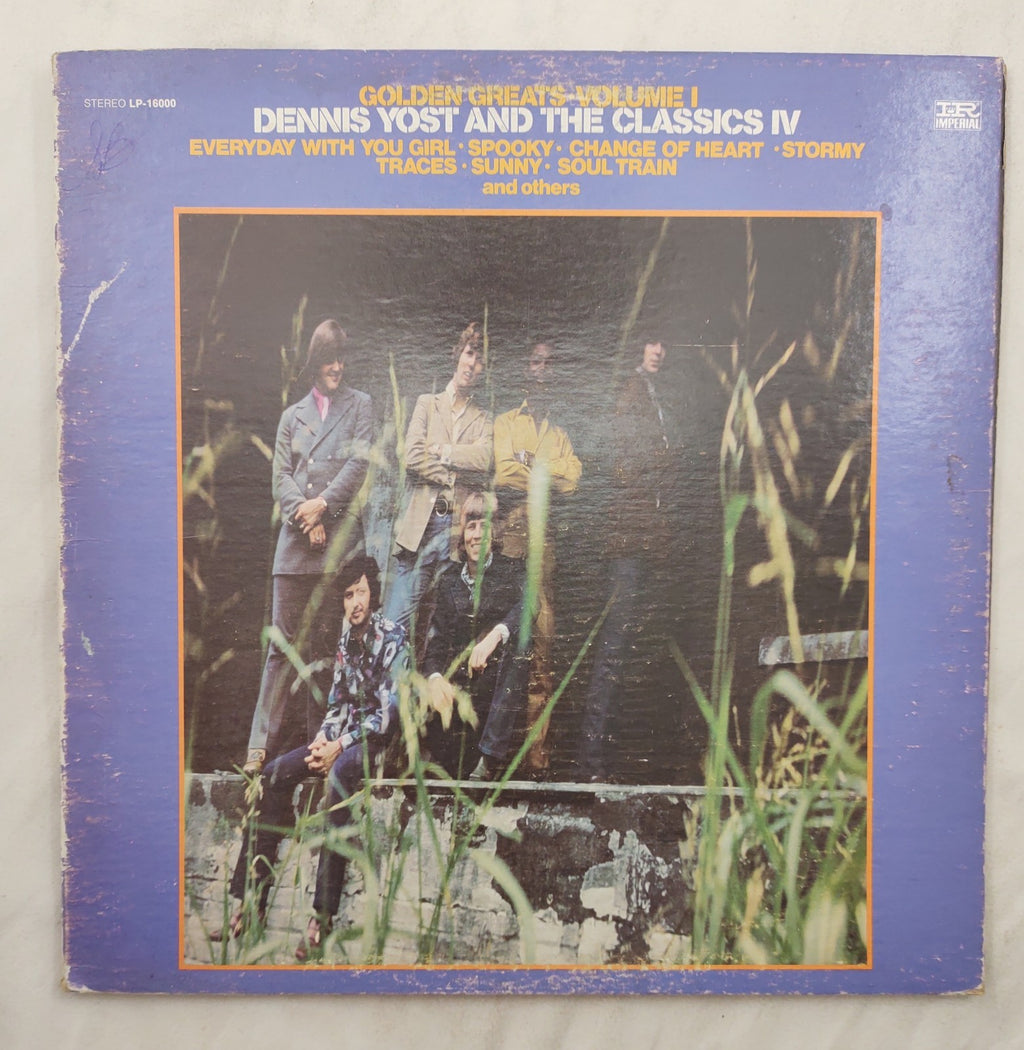 STEREO LP-16000
GOLDEN GREATS-VOLUME I
DENNIS YOST AND THE CLASSICS IV
EVERYDAY WITH YOU GIRL · SPOOKY · CHANGE OF HEART · STORMY
TRACES · SUNNY · SOUL TRAIN
and others
IMPERIAL